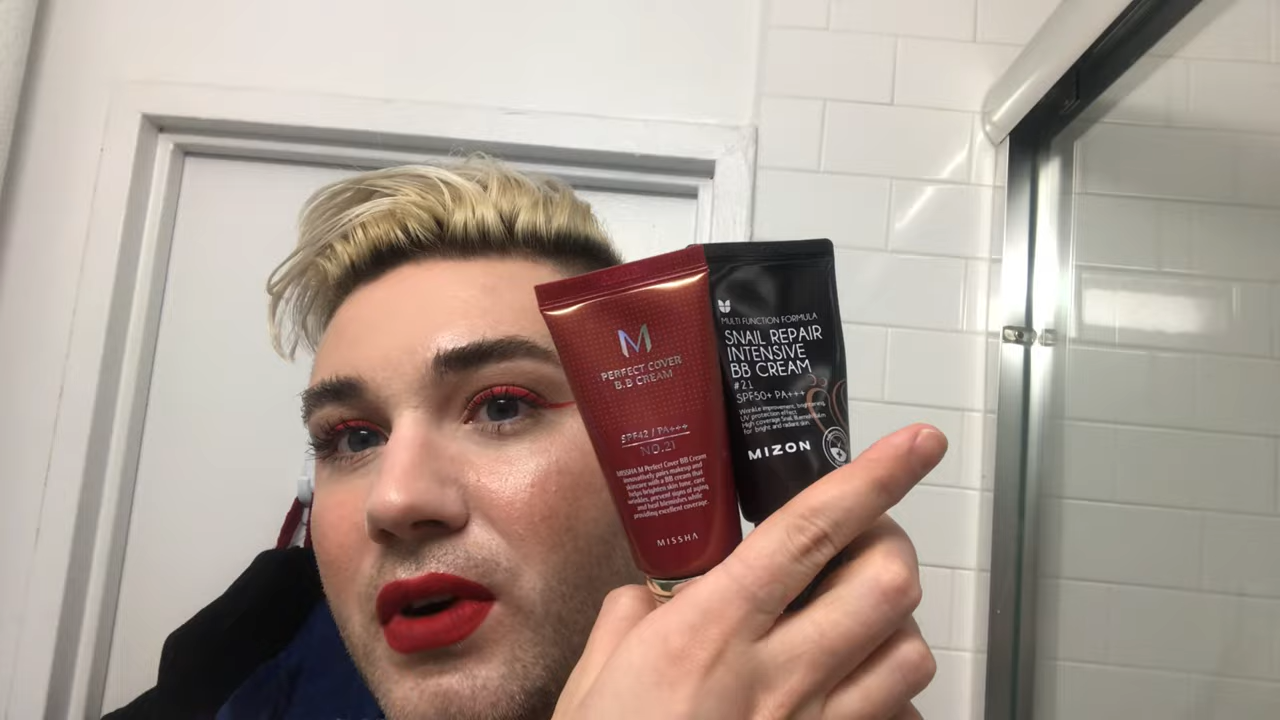 M
PERFECT COVER
B.B CREAM
SPF42 / PA+++
NO.21
MISSHA M Perfect Cover BB Cream
innovatively pairs makeup and
skincare with a BB cream that
helps brighten skin tone, care
wrinkles, prevent signs of aging
and heal blemishes while
providing excellent coverage.
MISSHA
MULTI FUNCTION FORMULA
SNAIL REPAIR
INTENSIVE
BB CREAM
#21
SPF50+ PA+++
Wrinkle improvement, brightening,
UV protection effect
High coverage Snail Blemish balm
for bright and radiant skin.
MIZON